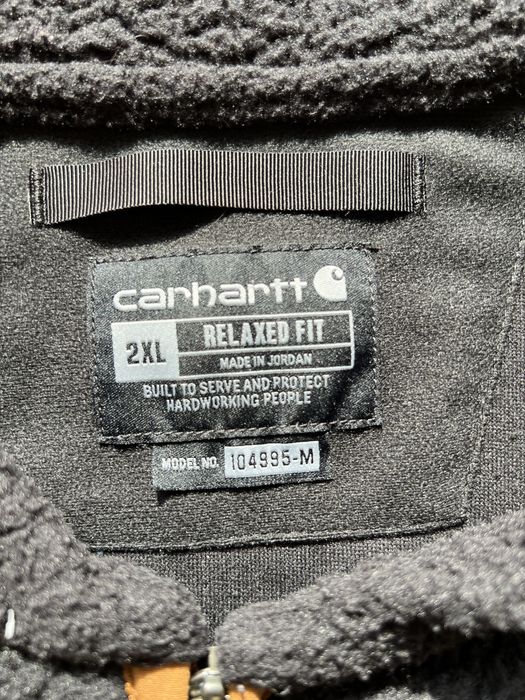 carhartt
2XL RELAXED FIT
MADE IN JORDAN
BUILT TO SERVE AND PROTECT
HARDWORKING PEOPLE
MODEL NO. 104995-M